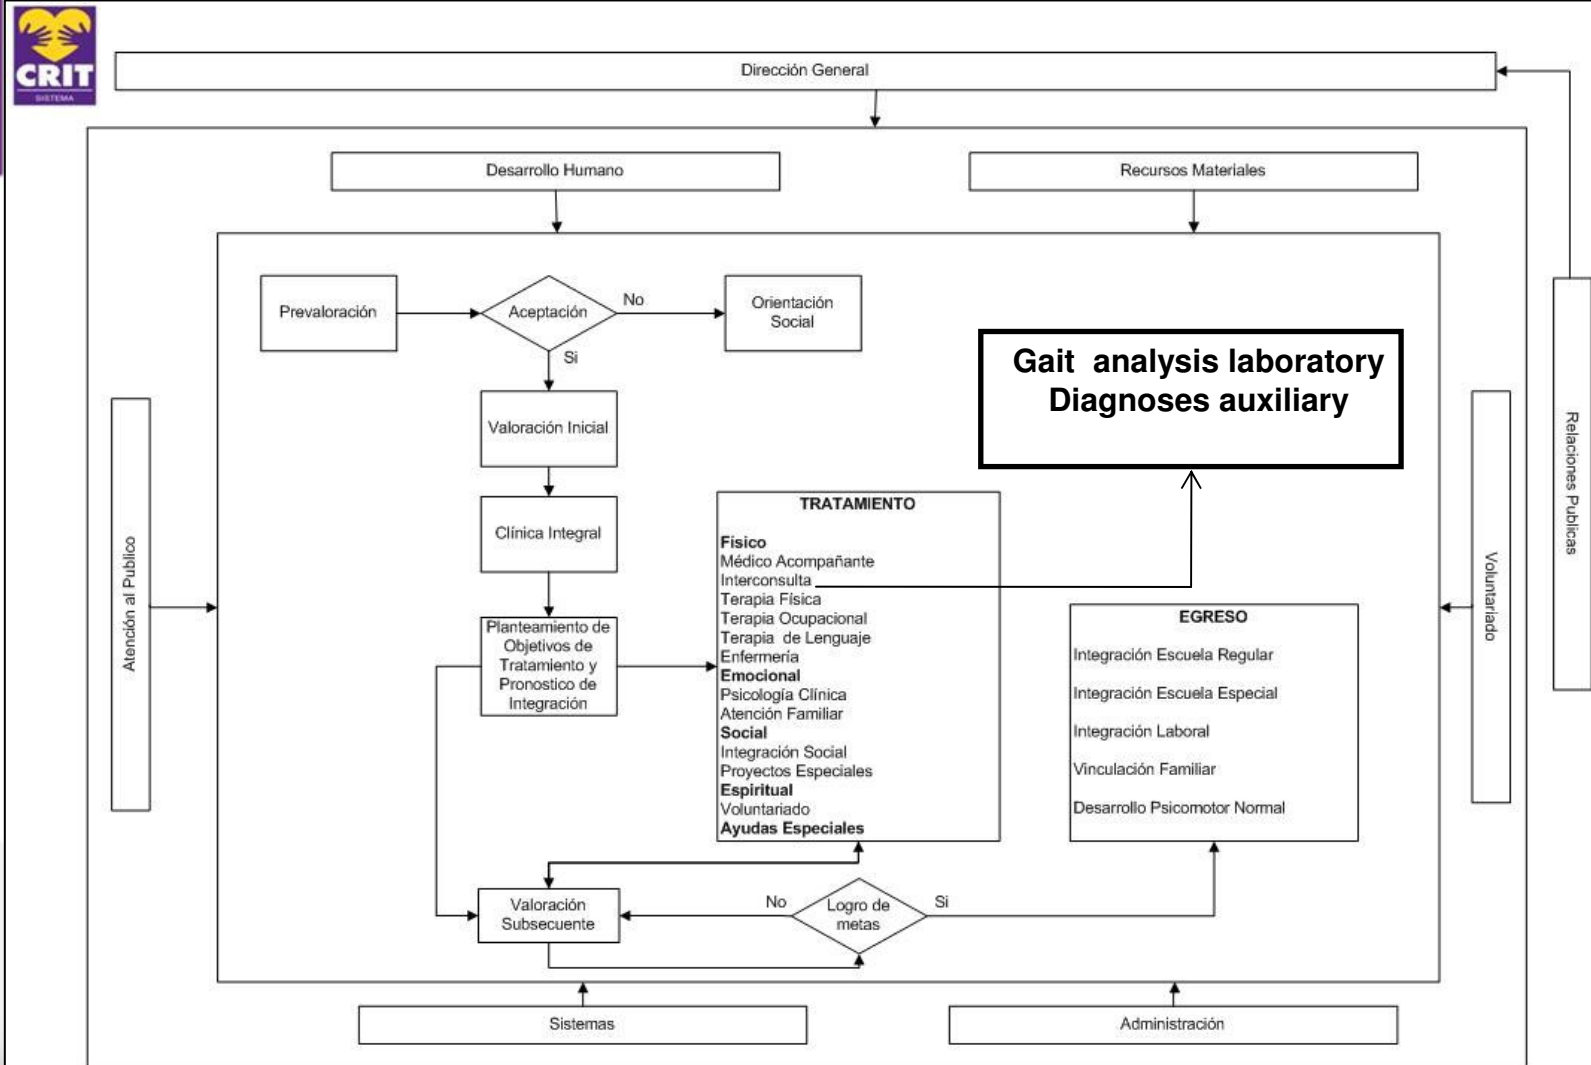 CRIT
SISTEMA
Dirección General
Desarrollo Humano
Recursos Materiales
Prevaloración
Aceptación
No
Orientación
Social
Si
Valoración Inicial
Clínica Integral
Planteamiento de
Objetivos de
Tratamiento y
Pronostico de
Integración
Gait analysis laboratory
Diagnoses auxiliary
TRATAMIENTO
Físico
Médico Acompañante
Interconsulta
Terapia Física
Terapia Ocupacional
Terapia de Lenguaje
Enfermería
Emocional
Psicología Clínica
Atención Familiar
Social
Integración Social
Proyectos Especiales
Espiritual
Voluntariado
Ayudas Especiales
EGRESO
Integración Escuela Regular
Integración Escuela Especial
Integración Laboral
Vinculación Familiar
Desarrollo Psicomotor Normal
Valoración
Subsecuente
No
Logro de
metas
Si
Atención al Publico
Voluntariado
Relaciones Publicas
Sistemas
Administración